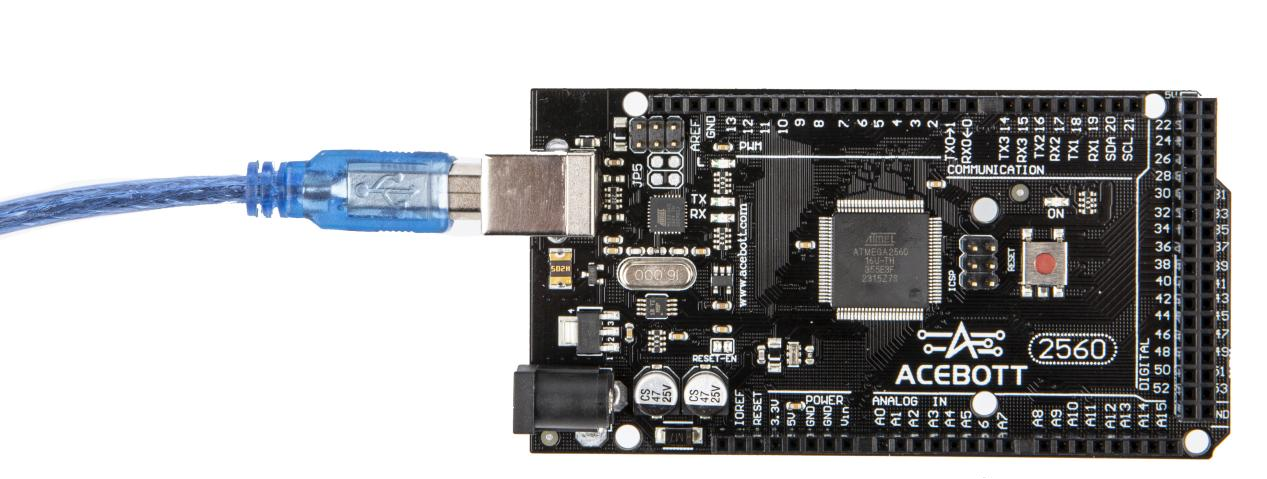 AREF
GND
13
12
11
10
9
8
7
6
5
4
3
2
TX0→1
RX0←0
TX3 14
RX3 15
TX2 16
RX2 17
TX1 18
RX1 19
SDA 20
SCL 21
PWM
COMMUNICATION
JP5
L
TX
RX
ON
www.acebott.com
ATMEL
ATMEGA2560
16U-TH
355E3F
2315Z78
ICSP
RESET
16.000
RESET-EN
CS
47
25V
CS
47
25V
M7
ACEBOTT
2560
DIGITAL
22
24
26
28
30
32
34
36
38
40
42
44
46
48
50
52
IOREF
RESET
3.3V
5V
GND
GND
Vin
POWER
ANALOG IN
A0
A1
A2
A3
A4
A5
A7
A8
A9
A10
A11
A12
A13
A14
A15